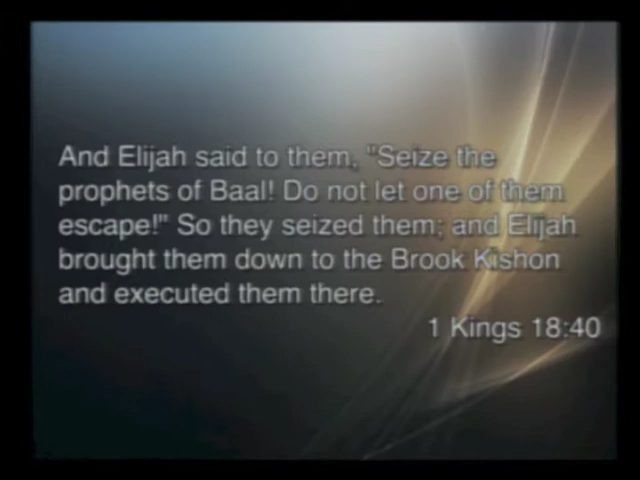 And Elijah said to them, "Seize the
prophets of Baal! Do not let one of them
escape!" So they seized them; and Elijah
brought them down to the Brook Kishon
and executed them there.
1 Kings 18:40